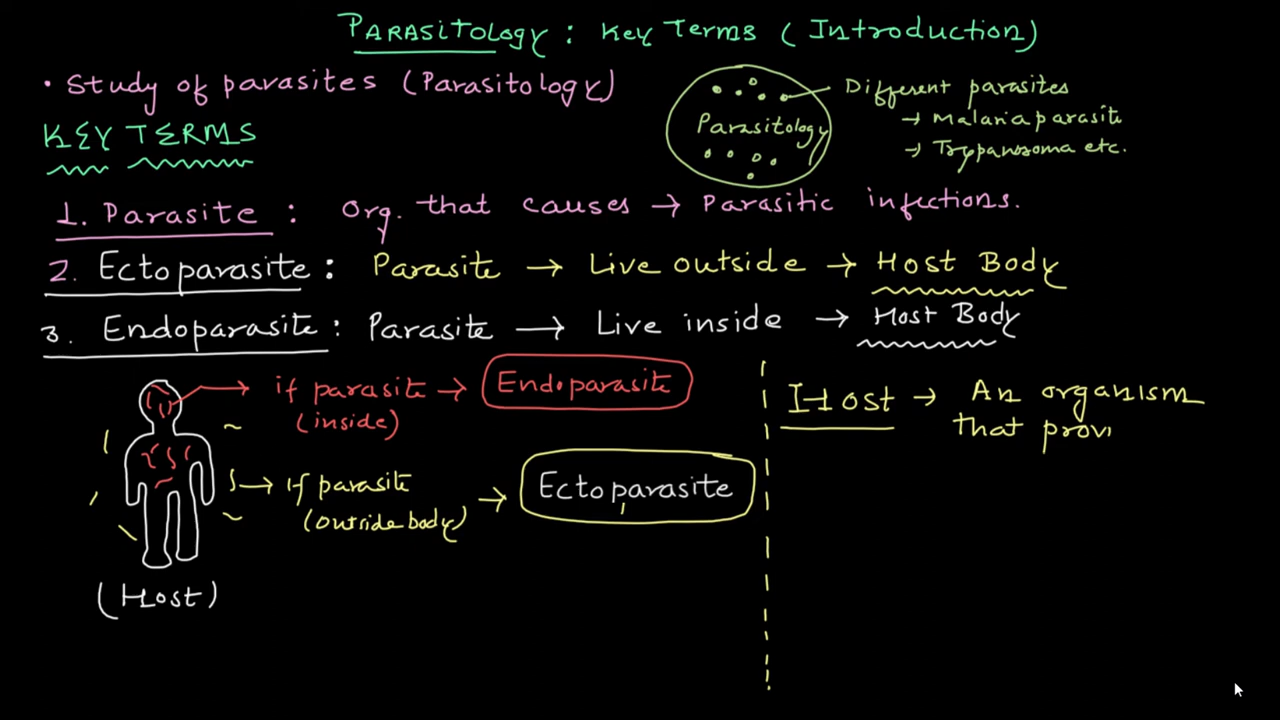 PARASITOLOGY : KEY TERMS (INTRODUCTION)
• Study of parasites (Parasitology)
KEY TERMS
Parasitology
Different parasites
→ Malaria parasite
→ Trypanosoma etc.
1. Parasite : Org. that causes → Parasitic infections.
2. Ectoparasite : Parasite → Live outside → Host Body
3. Endoparasite : Parasite → Live inside → Host Body
→ if parasite → Endoparasite
(inside)
→ if parasite → Ectoparasite
(outside body)
(Host)
Host → An organism
that prov